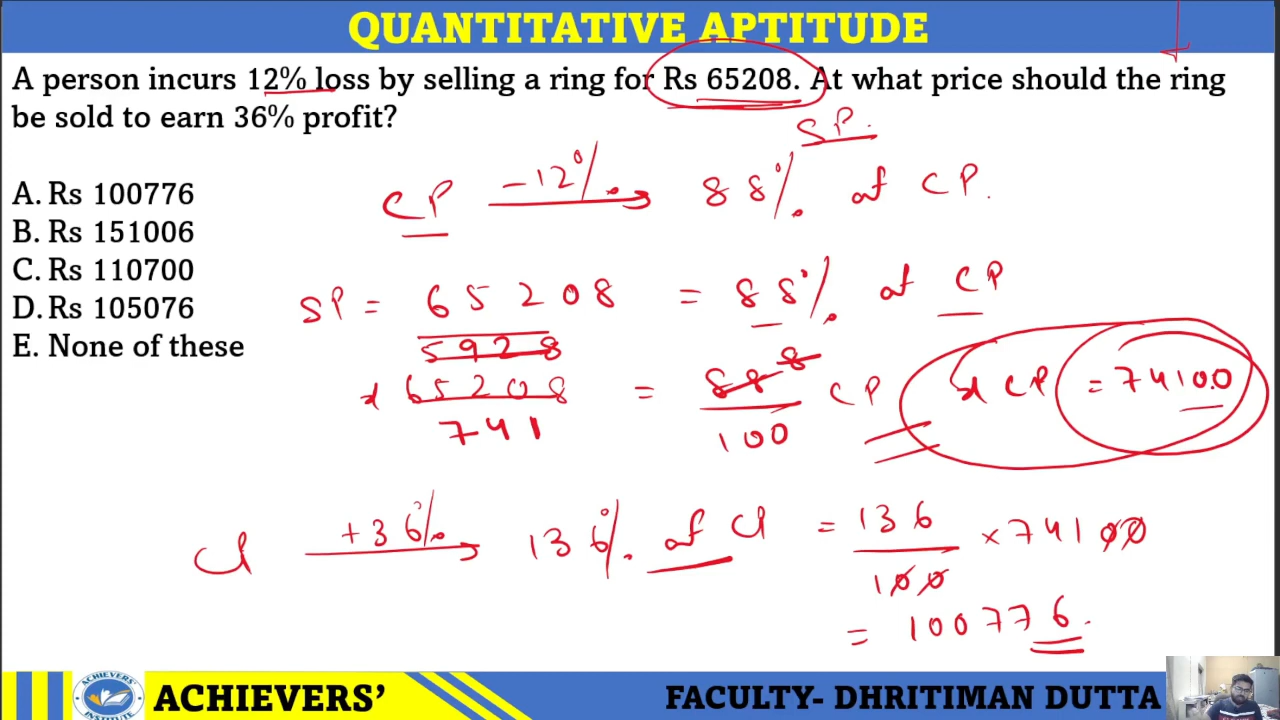 QUANTITATIVE APTITUDE
A person incurs 12% loss by selling a ring for Rs 65208. At what price should the ring
be sold to earn 36% profit?
SP.
A. Rs 100776
B. Rs 151006
C. Rs 110700
D. Rs 105076
E. None of these
CP -12% 88% of CP.
SP = 65208 = 88% of CP
5928 8
65208 = 88 CP CP = 74100
741 100
+36% 136% of = 136 × 74100
100
= 100776.
ACHIEVERS'
INSTITUTE
ACHIEVERS' FACULTY- DHRITIMAN DUTTA